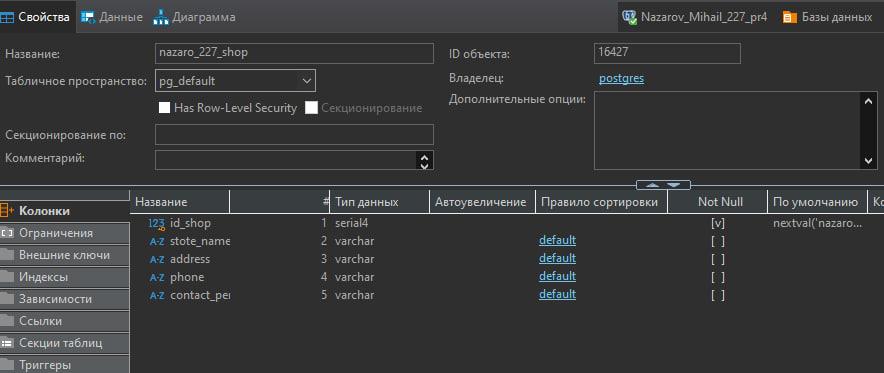 Свойства Данные Диаграмма Nazarov_Mihail_227_pr4 Базы данных
Название: nazaro_227_shop ID объекта: 16427
Табличное пространство: pg_default Владелец: postgres
Has Row-Level Security Секционирование Дополнительные опции:
Секционирование по:
Комментарий:
Название # Тип данных Автоувеличение Правило сортировки Not Null По умолчанию Ко
Колонки
Ограничения
Внешние ключи
Индексы
Зависимости
Ссылки
Секции таблиц
Триггеры
123 id_shop 1 serial4 [v] nextval('nazaro...
A-Z stote_name 2 varchar default [ ]
A-Z address 3 varchar default [ ]
A-Z phone 4 varchar default [ ]
A-Z contact_per 5 varchar default [ ]